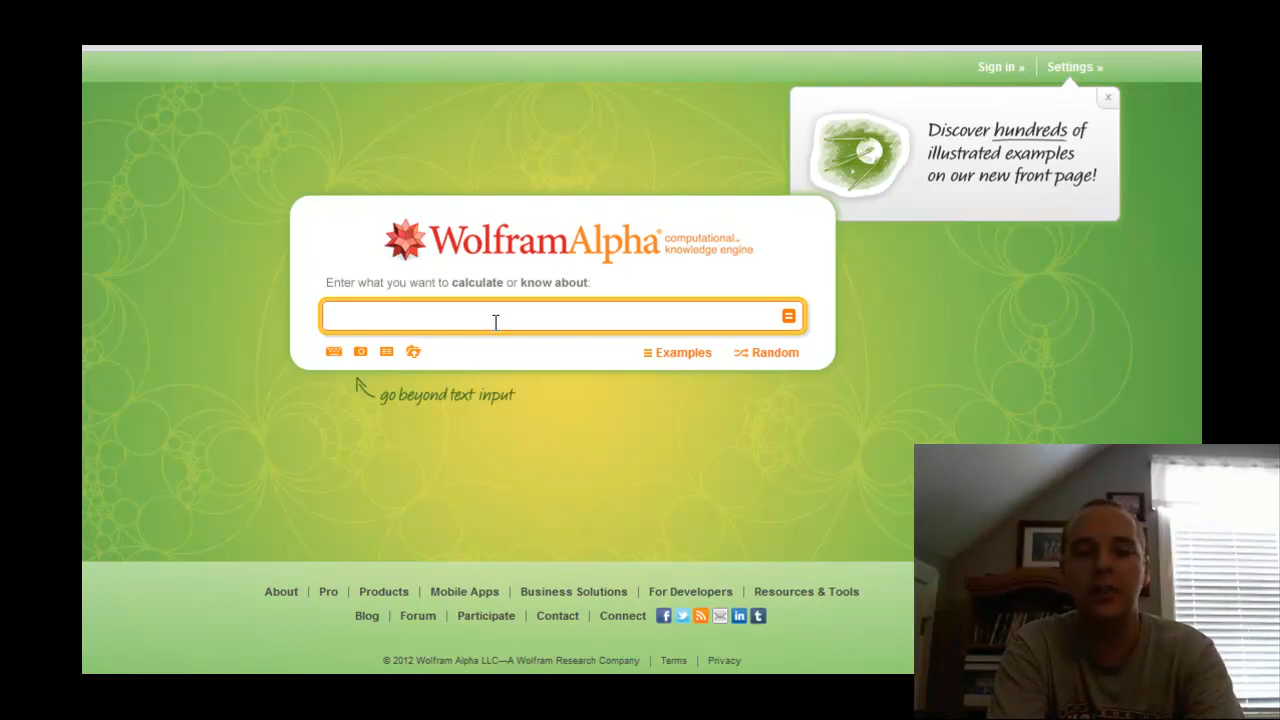 Sign in »
Settings »
x
Discover hundreds of
illustrated examples
on our new front page!
WolframAlpha computational
knowledge engine
Enter what you want to calculate or know about:
Examples
Random
go beyond text input
About | Pro | Products | Mobile Apps | Business Solutions | For Developers | Resources & Tools
Blog | Forum | Participate | Contact | Connect
© 2012 Wolfram Alpha LLC—A Wolfram Research Company | Terms | Privacy